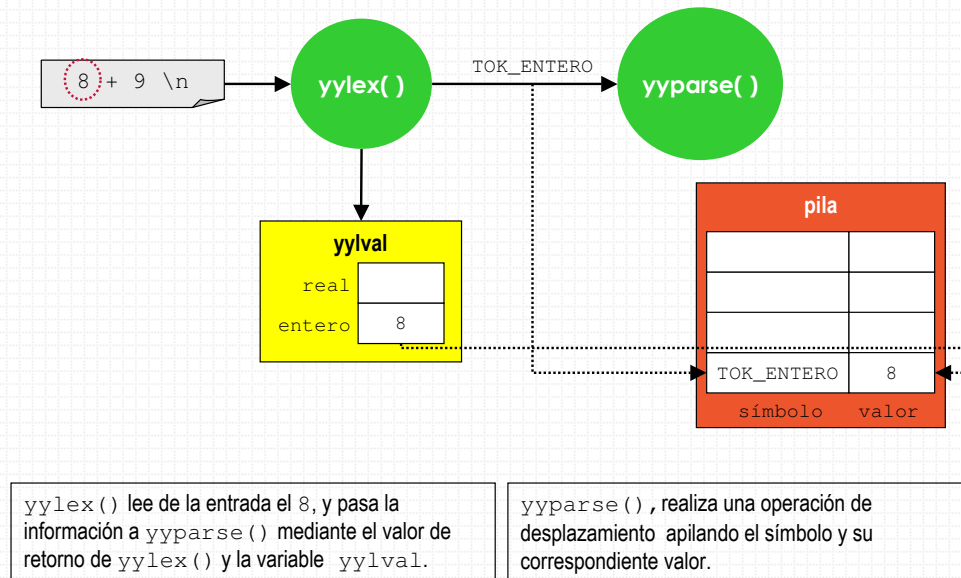 8 + 9 \n
yylex( )
TOK_ENTERO
yyparse( )
yylval
real
entero 8
pila
TOK_ENTERO 8
símbolo valor
yylex() lee de la entrada el 8, y pasa la
información a yyparse() mediante el valor de
retorno de yylex() y la variable yylval.
yyparse(), realiza una operación de
desplazamiento apilando el símbolo y su
correspondiente valor.